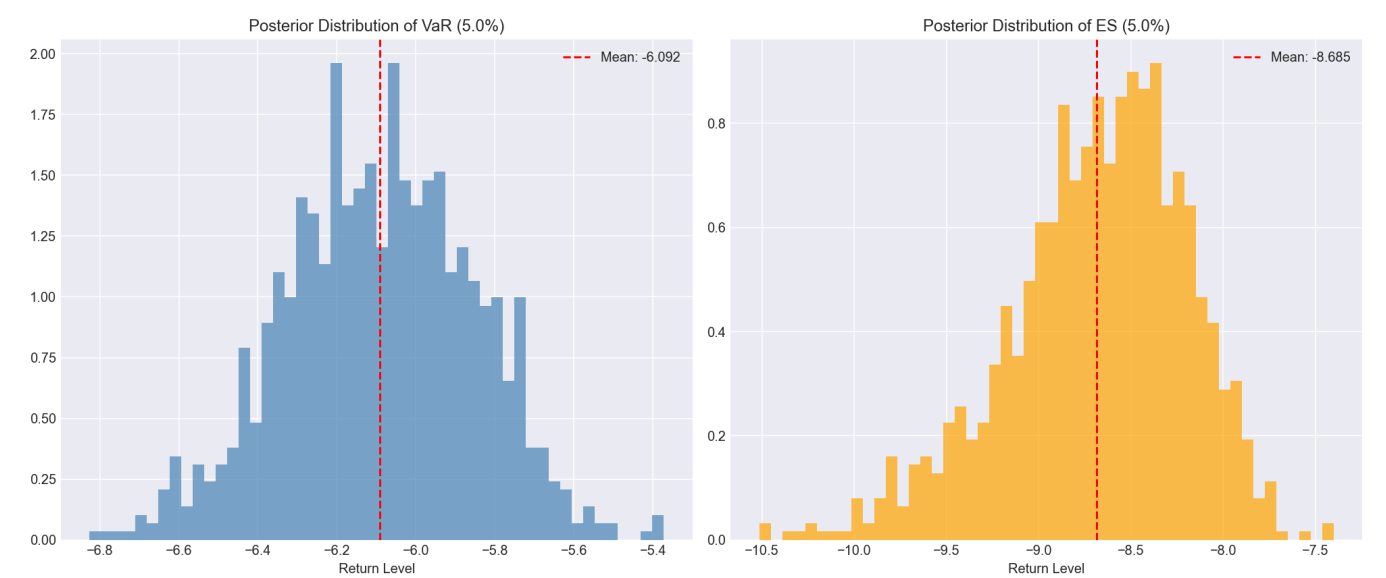 Posterior Distribution of VaR (5.0%)
Mean: -6.092
2.00
1.75
1.50
1.25
1.00
0.75
0.50
0.25
0.00
−6.8 −6.6 −6.4 −6.2 −6.0 −5.8 −5.6 −5.4
Return Level
Posterior Distribution of ES (5.0%)
Mean: -8.685
0.8
0.6
0.4
0.2
0.0
−10.5 −10.0 −9.5 −9.0 −8.5 −8.0 −7.5
Return Level